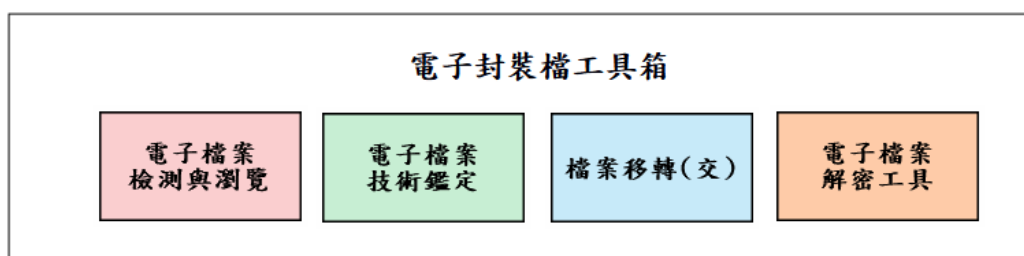 電子封裝檔工具箱
電子檔案
檢測與瀏覽
電子檔案
技術鑑定
檔案移轉(交)
電子檔案
解密工具